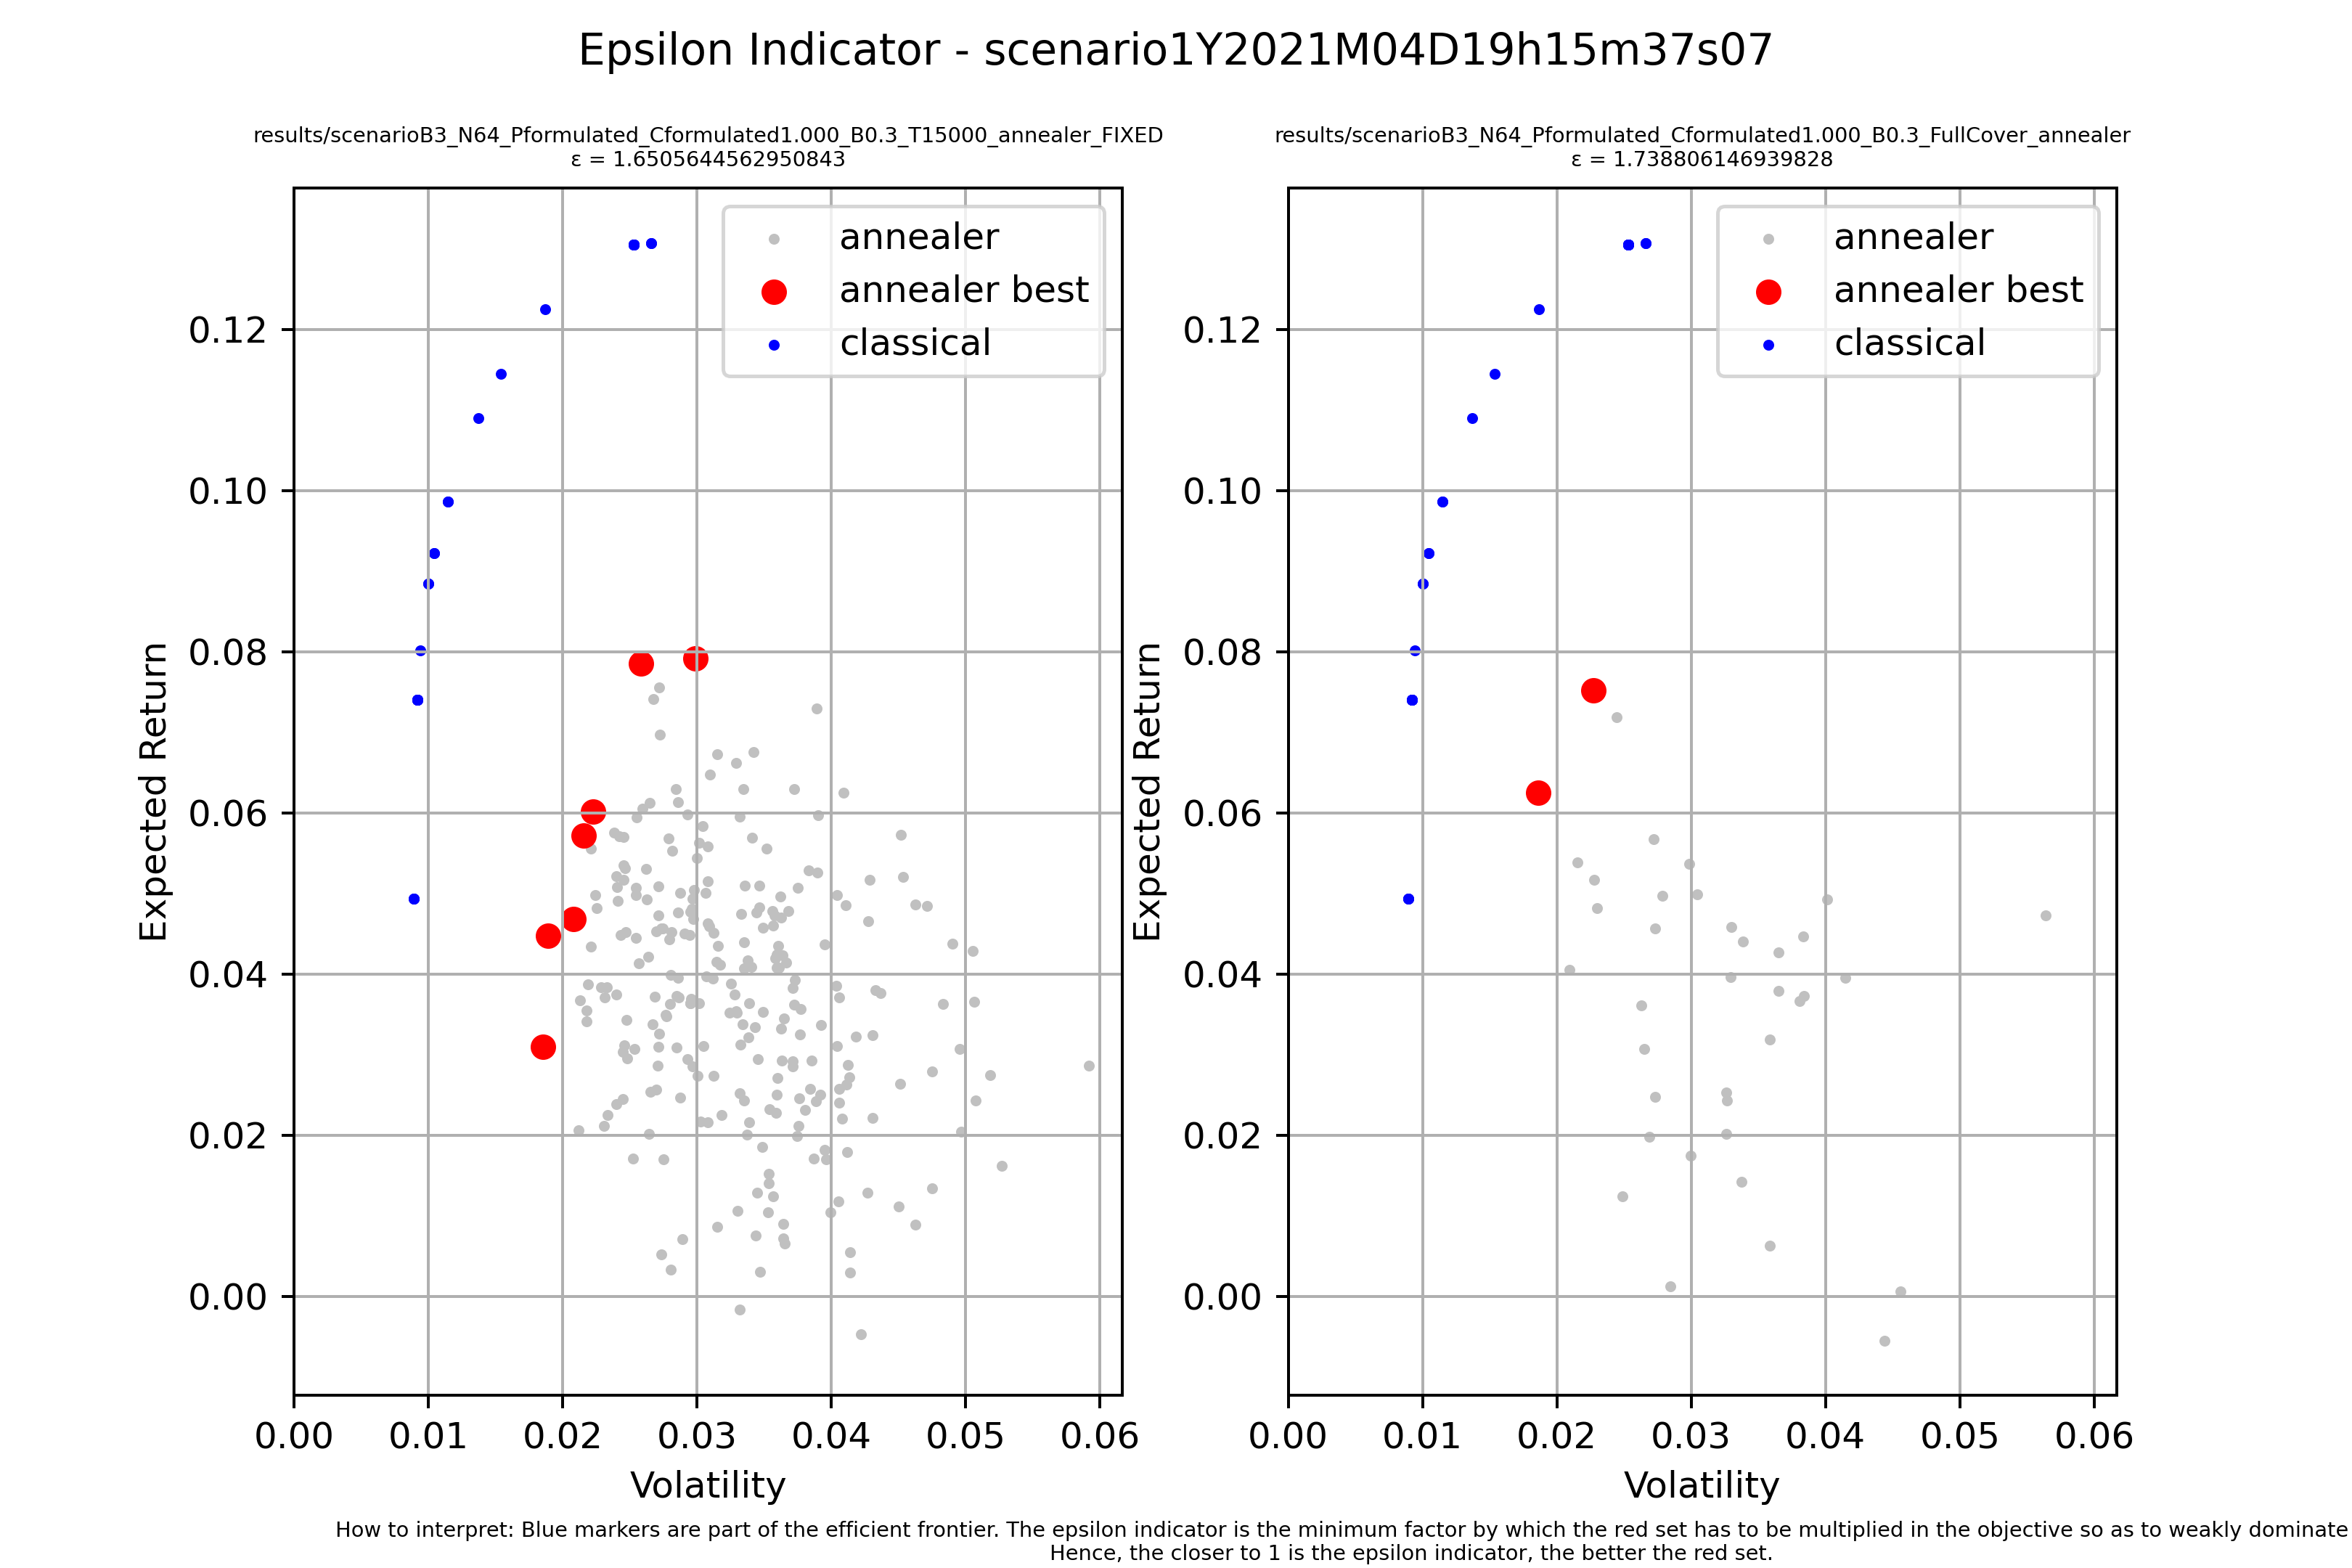 Epsilon Indicator - scenario1Y2021M04D19h15m37s07
results/scenarioB3_N64_Pformulated_Cformulated1.000_B0.3_T15000_annealer_FIXED
ε = 1.6505644562950843
annealer
annealer best
classical
0.12
0.10
0.08
0.06
0.04
0.02
0.00
Expected Return
0.00 0.01 0.02 0.03 0.04 0.05 0.06
Volatility
results/scenarioB3_N64_Pformulated_Cformulated1.000_B0.3_FullCover_annealer
ε = 1.738806146939828
annealer
annealer best
classical
0.12
0.10
0.08
0.06
0.04
0.02
0.00
Expected Return
0.00 0.01 0.02 0.03 0.04 0.05 0.06
Volatility
How to interpret: Blue markers are part of the efficient frontier. The epsilon indicator is the minimum factor by which the red set has to be multiplied in the objective so as to weakly dominate
Hence, the closer to 1 is the epsilon indicator, the better the red set.